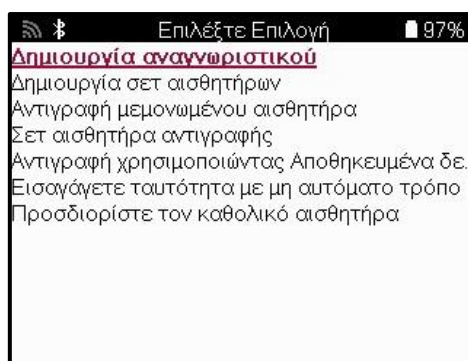 Επιλέξτε Επιλογή 97%
Δημιουργία αναγνωριστικού
Δημιουργία σετ αισθητήρων
Αντιγραφή μεμονωμένου αισθητήρα
Σετ αισθητήρα αντιγραφής
Αντιγραφή χρησιμοποιώντας Αποθηκευμένα δε.
Εισαγάγετε ταυτότητα με μη αυτόματο τρόπο
Προσδιορίστε τον καθολικό αισθητήρα